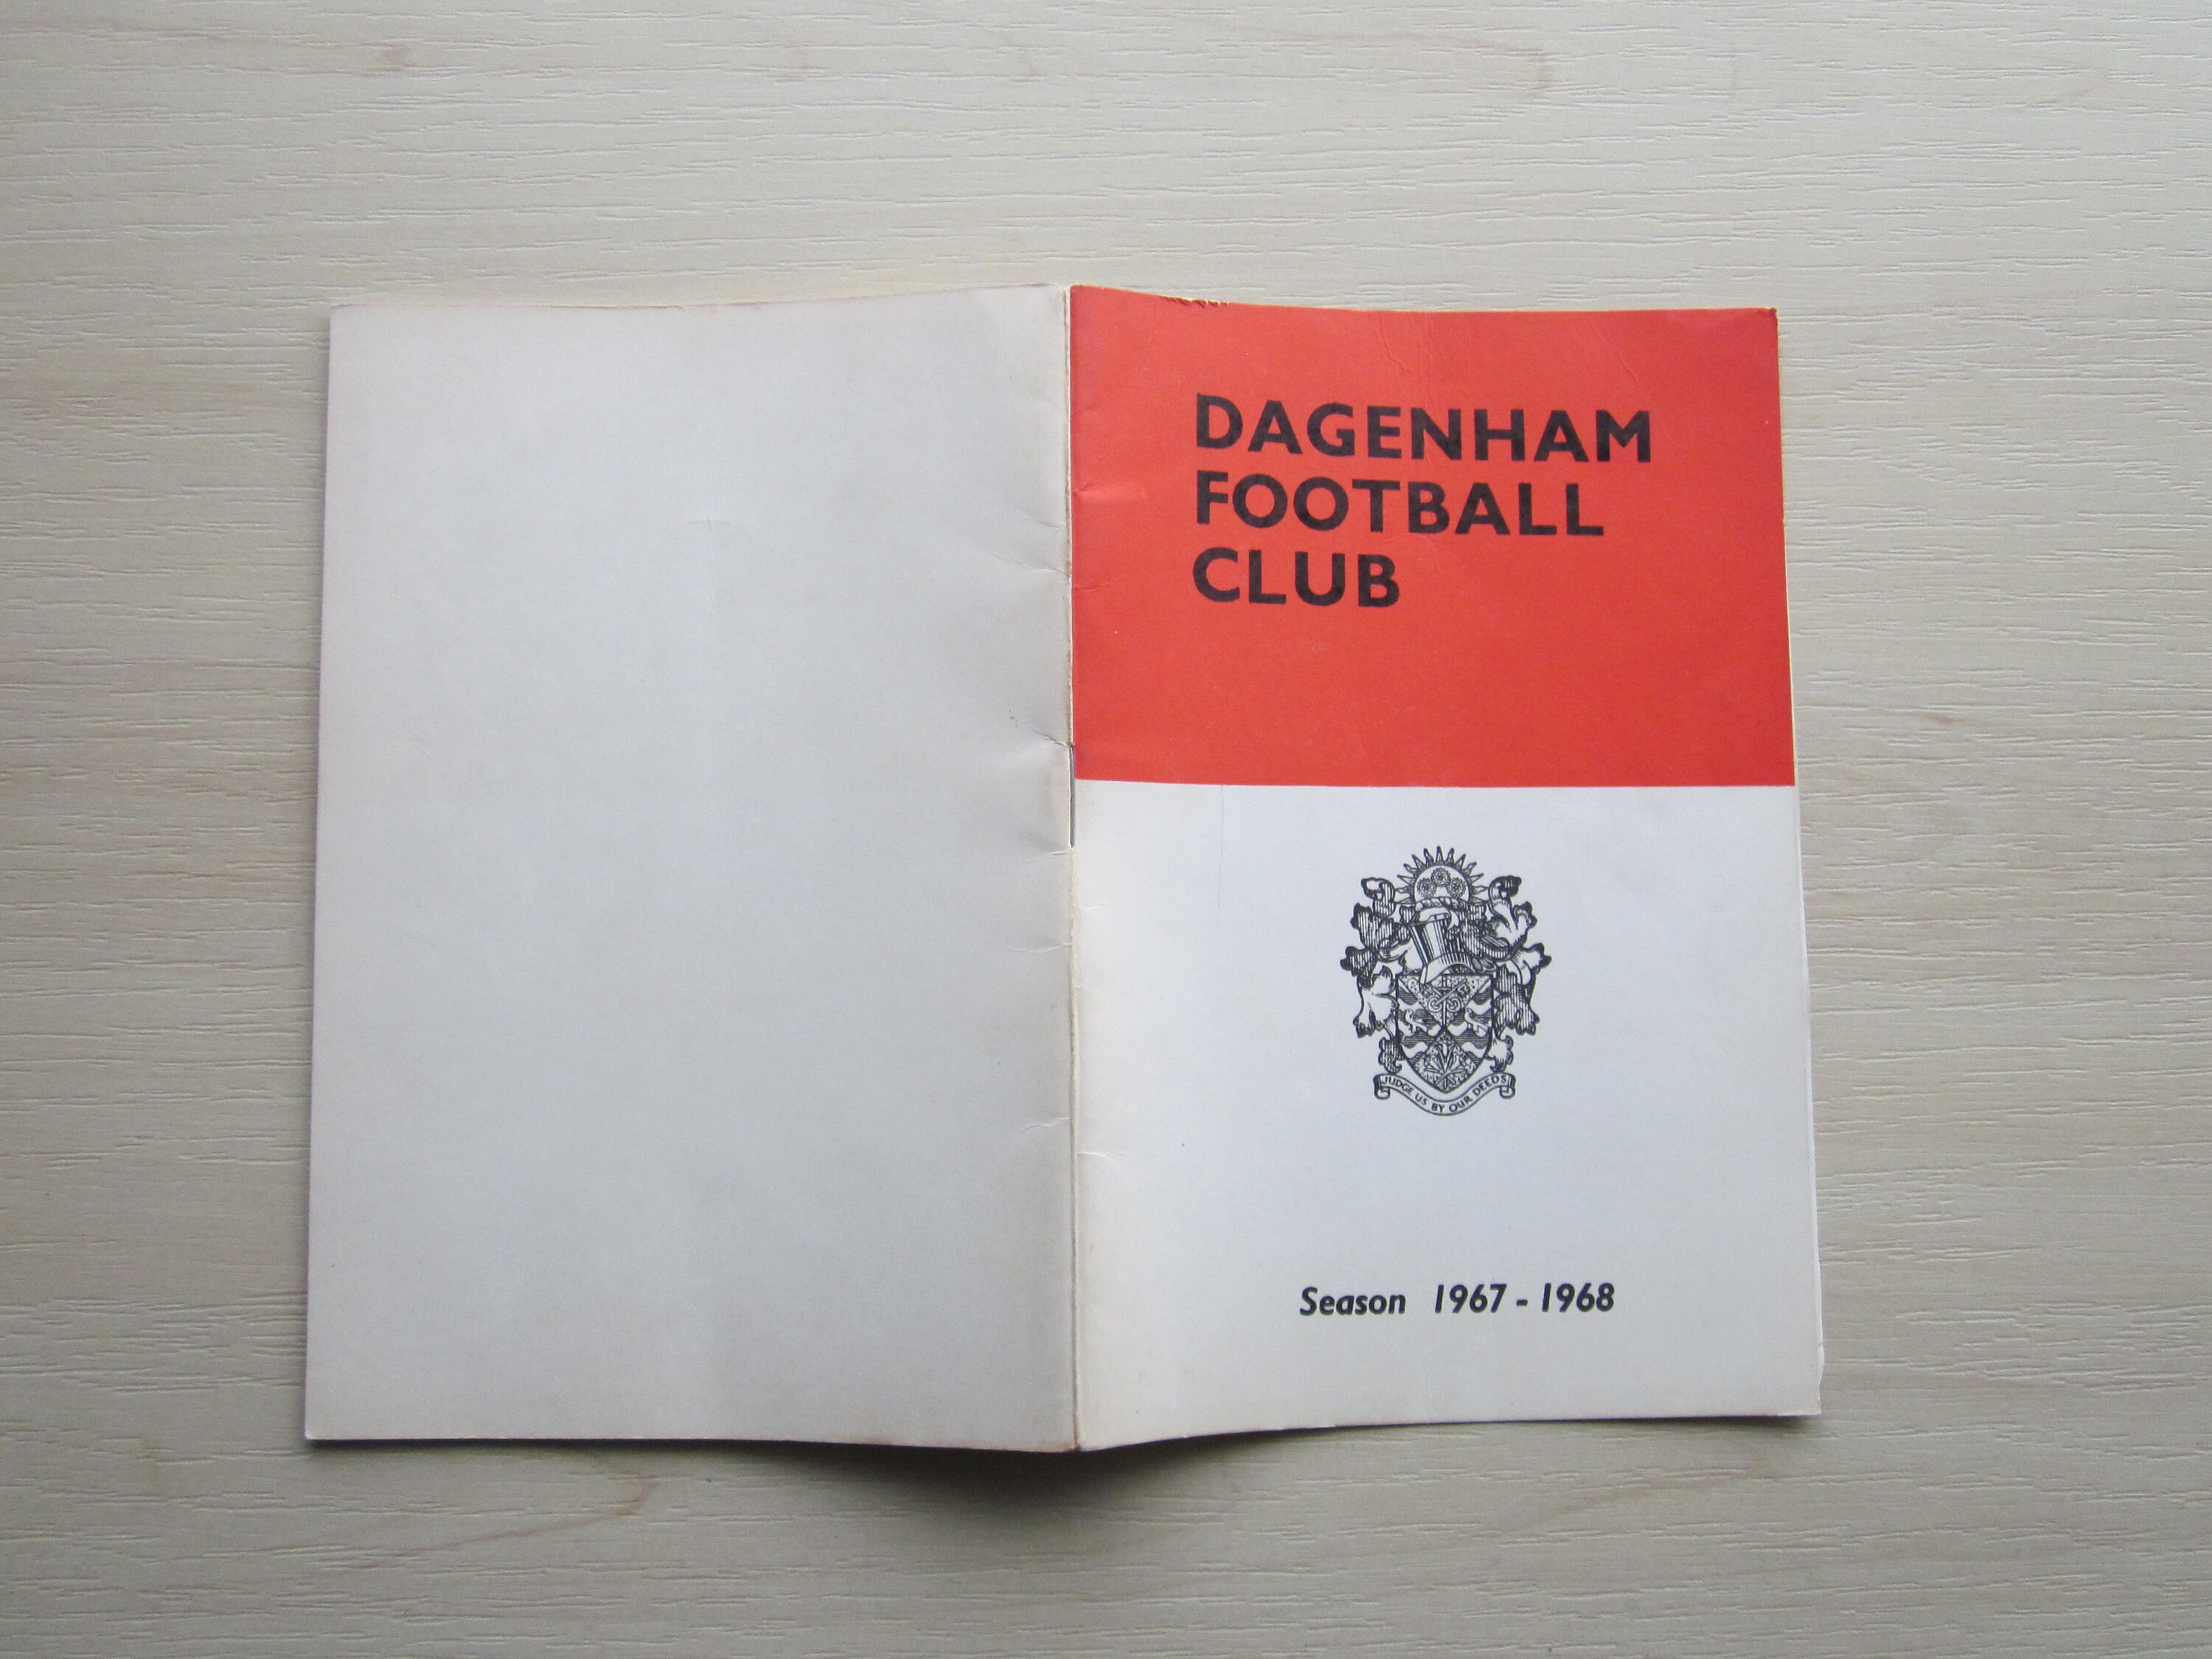 DAGENHAM
FOOTBALL
CLUB
JUDGE US BY OUR DEEDS
Season 1967-1968